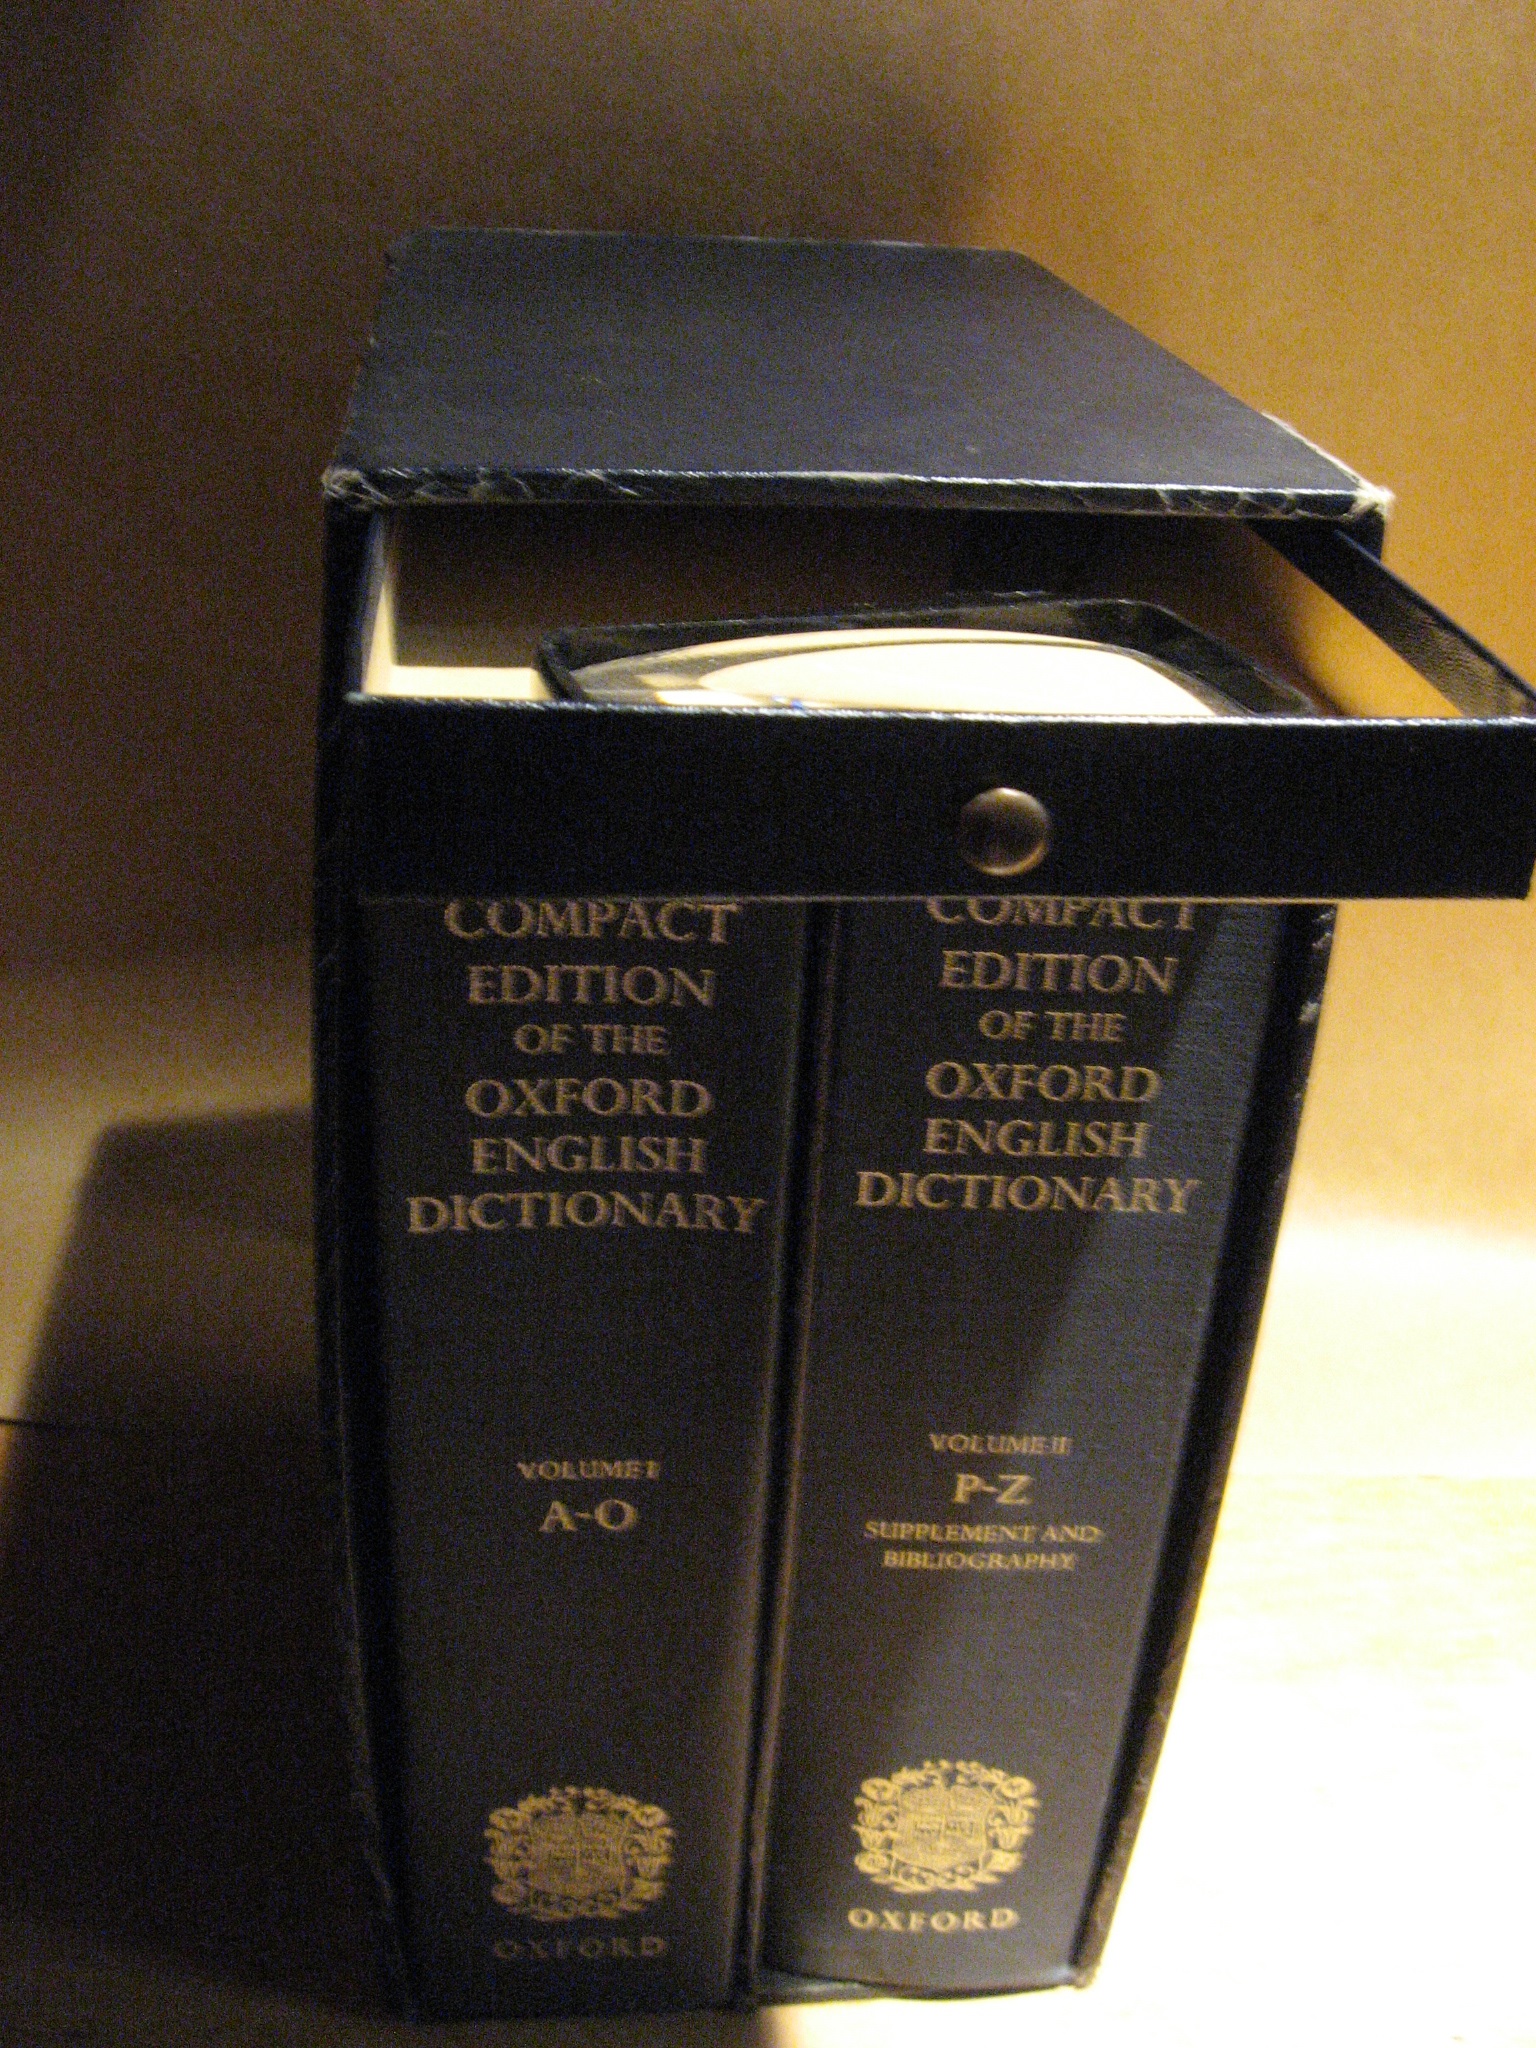 COMPACT
EDITION
OF THE
OXFORD
ENGLISH
DICTIONARY
VOLUME I
A-O
OXFORD
COMPACT
EDITION
OF THE
OXFORD
ENGLISH
DICTIONARY
VOLUME II
P-Z
SUPPLEMENT AND
BIBLIOGRAPHY
OXFORD